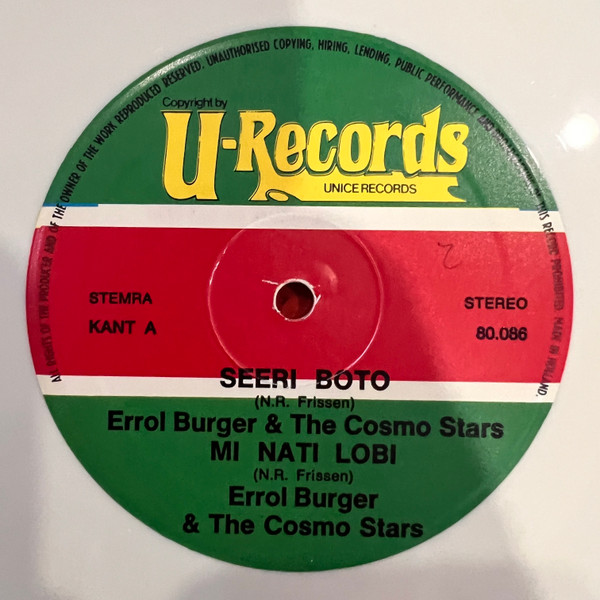 ALL RIGHTS OF THE PRODUCER AND OF THE OWNER OF THE WORK REPRODUCED RESERVED. UNAUTHORISED COPYING, HIRING, LENDING, PUBLIC PERFORMANCE AND THIS RECORD PROHIBITED. MADE IN HOLLAND.
Copyright by
U-Records
UNICE RECORDS
STEMRA
STEREO
KANT A
80.086
SEERI BOTO
(N.R. Frissen)
Errol Burger & The Cosmo Stars
MI NATI LOBI
(N.R. Frissen)
Errol Burger
& The Cosmo Stars